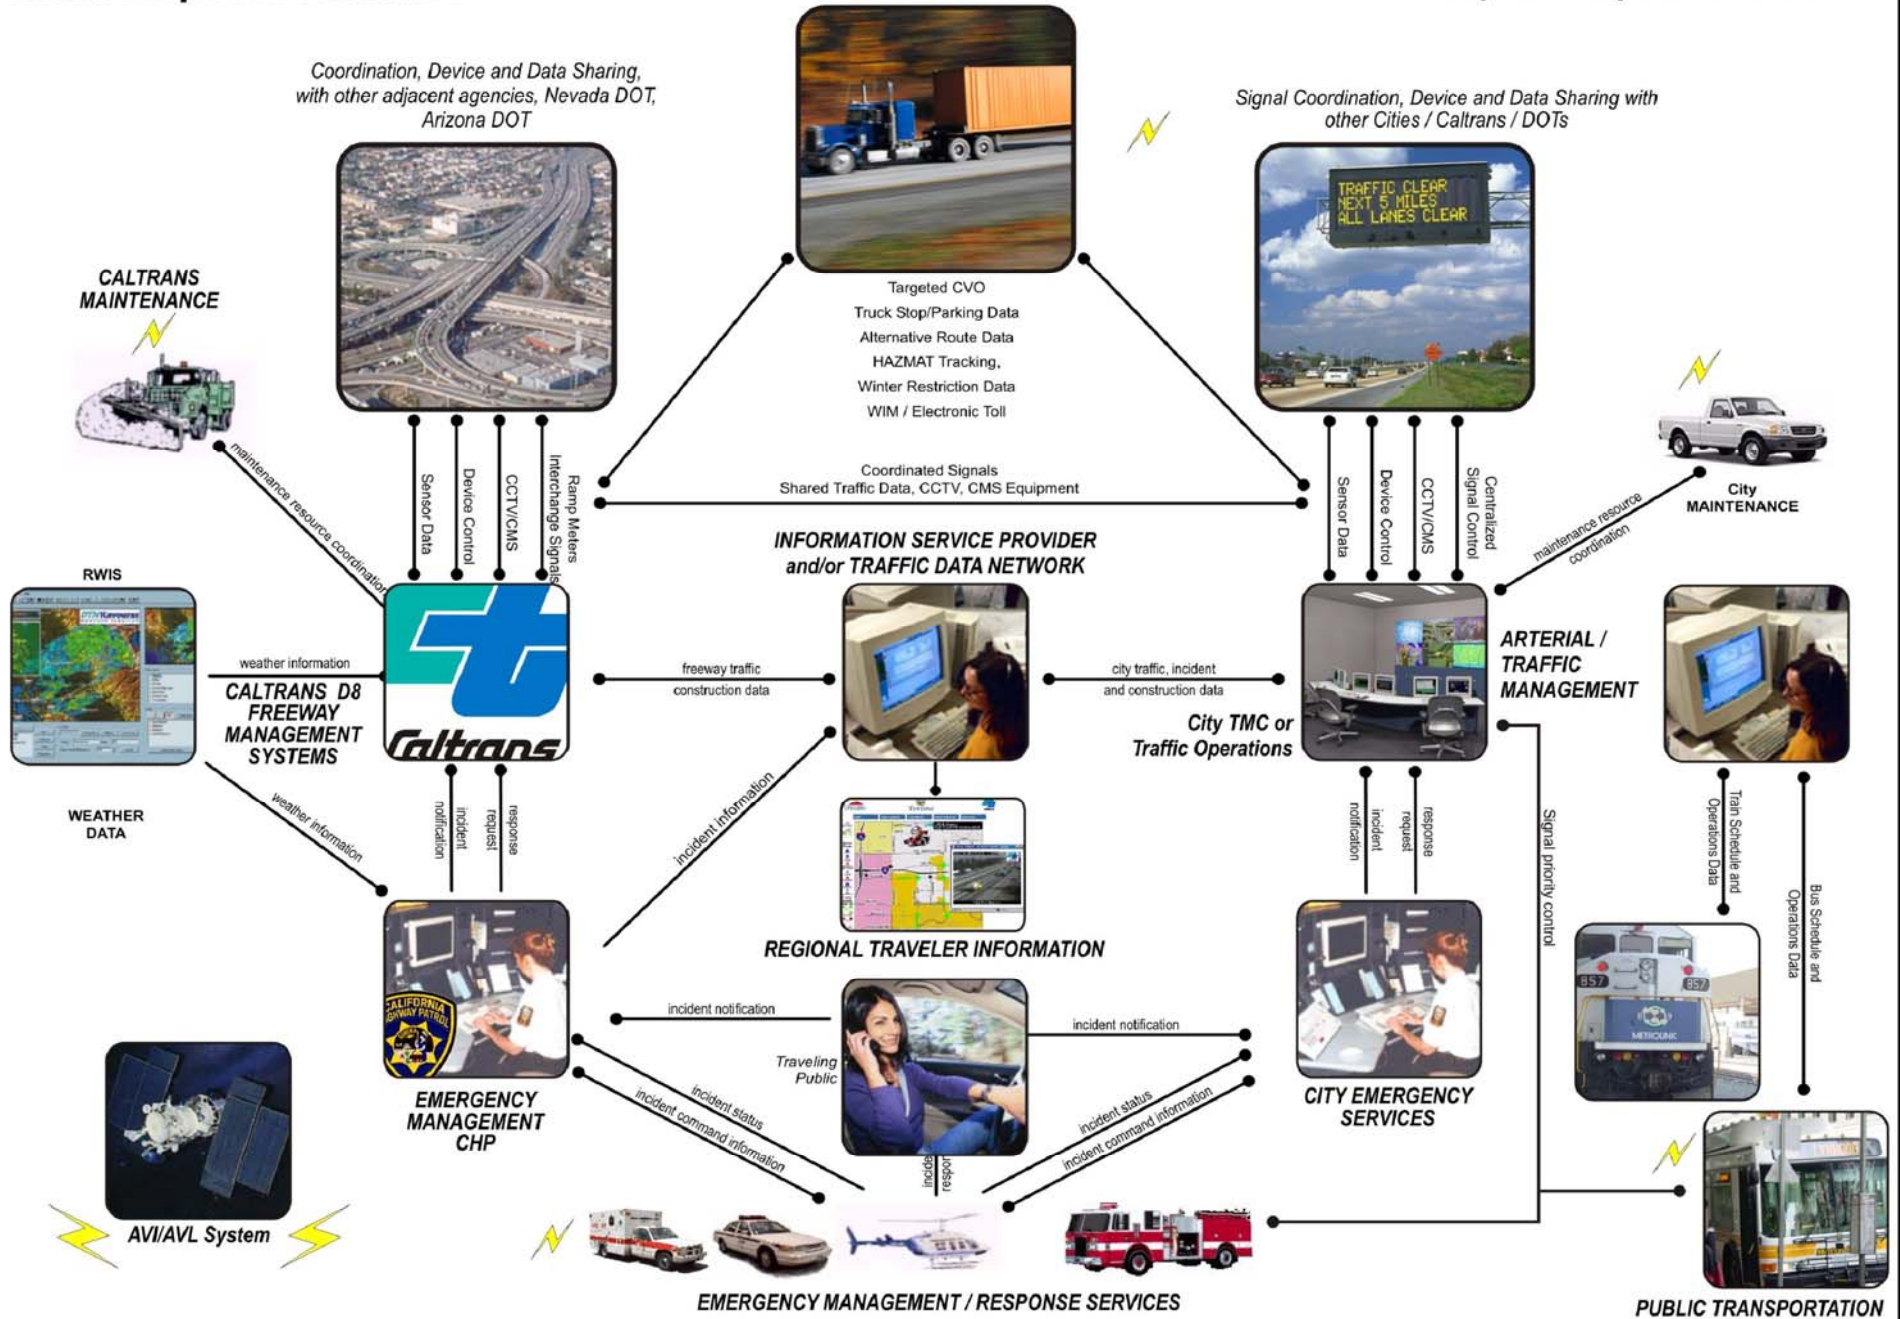 Coordination, Device and Data Sharing,
with other adjacent agencies, Nevada DOT,
Arizona DOT
Signal Coordination, Device and Data Sharing with
other Cities / Caltrans / DOTs
TRAFFIC CLEAR
NEXT 5 MILES
ALL LANES CLEAR
CALTRANS
MAINTENANCE
Targeted CVO
Truck Stop/Parking Data
Alternative Route Data
HAZMAT Tracking,
Winter Restriction Data
WIM / Electronic Toll
maintenance resource coordination
Sensor Data
Device Control
CCTV/CMS
Ramp Meters
Interchange Signals
Coordinated Signals
Shared Traffic Data, CCTV, CMS Equipment
Sensor Data
Device Control
CCTV/CMS
Centralized
Signal Control
City
MAINTENANCE
maintenance resource
coordination
INFORMATION SERVICE PROVIDER
and/or TRAFFIC DATA NETWORK
RWIS
weather information
CALTRANS D8
FREEWAY
MANAGEMENT
SYSTEMS
Caltrans
freeway traffic
construction data
city traffic, incident
and construction data
ARTERIAL /
TRAFFIC
MANAGEMENT
City TMC or
Traffic Operations
WEATHER
DATA
weather information
incident
notification
response
request
incident information
incident
notification
response
request
Signal priority control
Train Schedule and
Operations Data
Bus Schedule and
Operations Data
REGIONAL TRAVELER INFORMATION
CALIFORNIA
HIGHWAY PATROL
857
857
METROLINK
incident notification
incident notification
Traveling
Public
EMERGENCY
MANAGEMENT
CHP
CITY EMERGENCY
SERVICES
incident status
incident command information
incident status
incident command information
AVI/AVL System
EMERGENCY MANAGEMENT / RESPONSE SERVICES
PUBLIC TRANSPORTATION